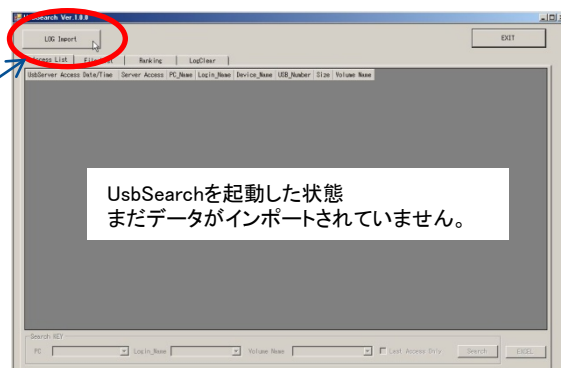 UsbSearch Ver.1.0.0
LOG Import
EXIT
Access List File List Ranking LogClear
UsbServer Access Date/Time Server Access PC_Name Login_Name Device_Name USB_Number Size Volume Name
UsbSearchを起動した状態
まだデータがインポートされていません。
Search KEY
PC Login_Name Volume Name Last Access Only Search EXCEL